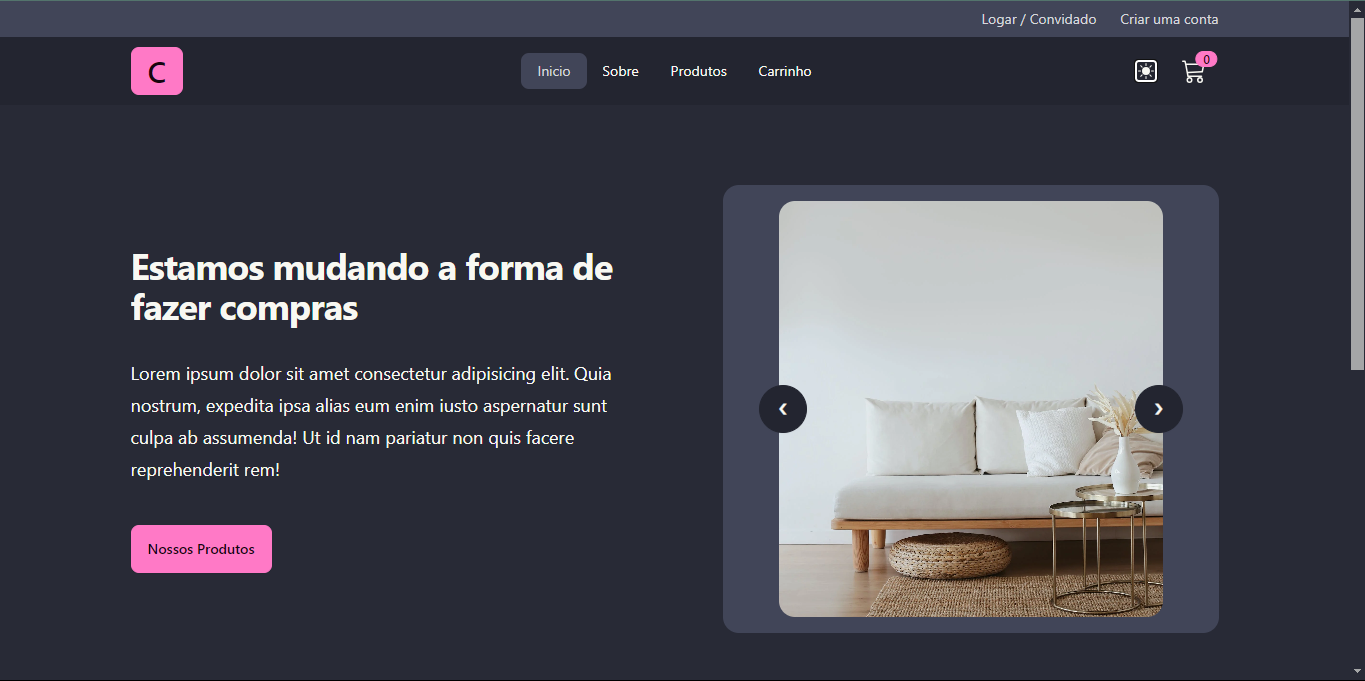 Logar / Convidado
Criar uma conta
C
Inicio
Sobre
Produtos
Carrinho
0
Estamos mudando a forma de
fazer compras
Lorem ipsum dolor sit amet consectetur adipisicing elit. Quia
nostrum, expedita ipsa alias eum enim iusto aspernatur sunt
culpa ab assumenda! Ut id nam pariatur non quis facere
reprehenderit rem!
Nossos Produtos